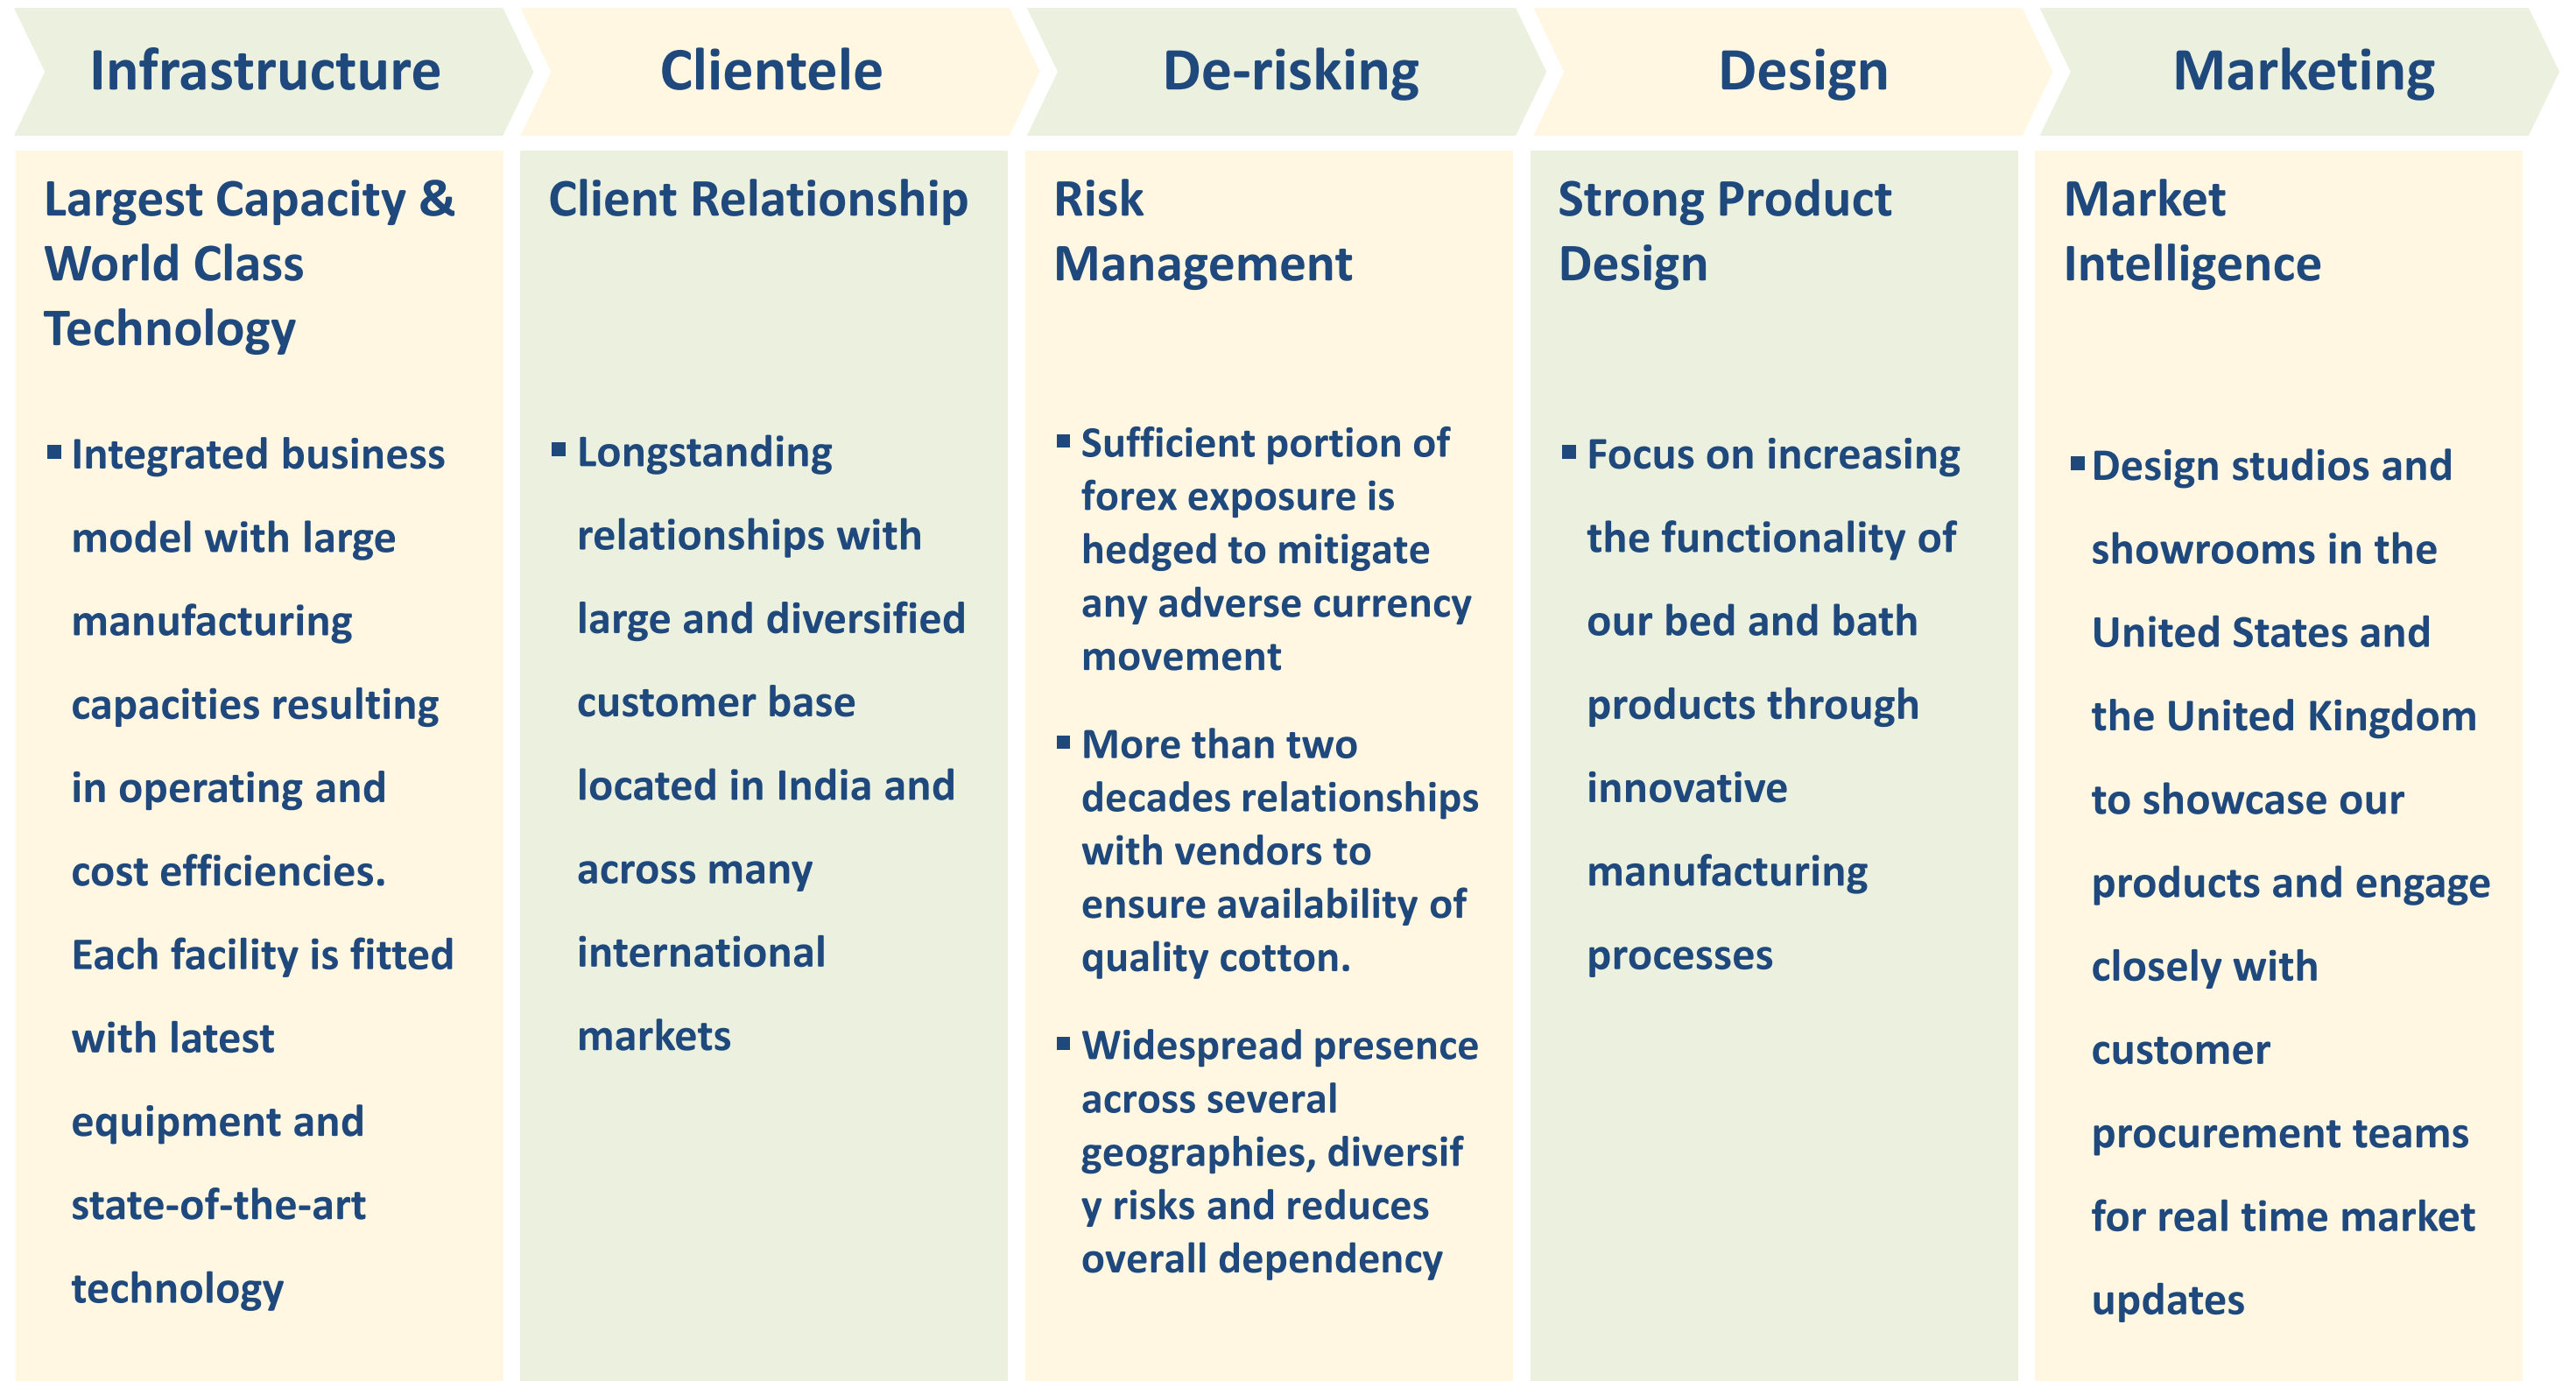 Infrastructure
Clientele
De-risking
Design
Marketing
Largest Capacity &
World Class
Technology
▪ Integrated business
model with large
manufacturing
capacities resulting
in operating and
cost efficiencies.
Each facility is fitted
with latest
equipment and
state-of-the-art
technology
Client Relationship
▪ Longstanding
relationships with
large and diversified
customer base
located in India and
across many
international
markets
Risk
Management
▪ Sufficient portion of
forex exposure is
hedged to mitigate
any adverse currency
movement
▪ More than two
decades relationships
with vendors to
ensure availability of
quality cotton.
▪ Widespread presence
across several
geographies, diversif
y risks and reduces
overall dependency
Strong Product
Design
▪ Focus on increasing
the functionality of
our bed and bath
products through
innovative
manufacturing
processes
Market
Intelligence
▪ Design studios and
showrooms in the
United States and
the United Kingdom
to showcase our
products and engage
closely with
customer
procurement teams
for real time market
updates